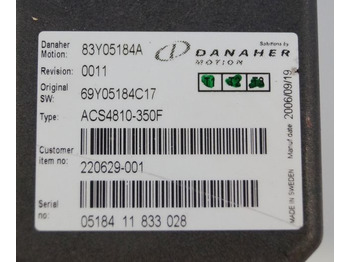 Danaher Motion: 83Y05184A
Solutions by
DANAHER
MOTION
Revision: 0011
Original SW: 69Y05184C17
Type: ACS4810-350F
Customer item no:
220629-001
Serial no:
05184 11 833 028
Manuf date 2006/09/19
MADE IN SWEDEN